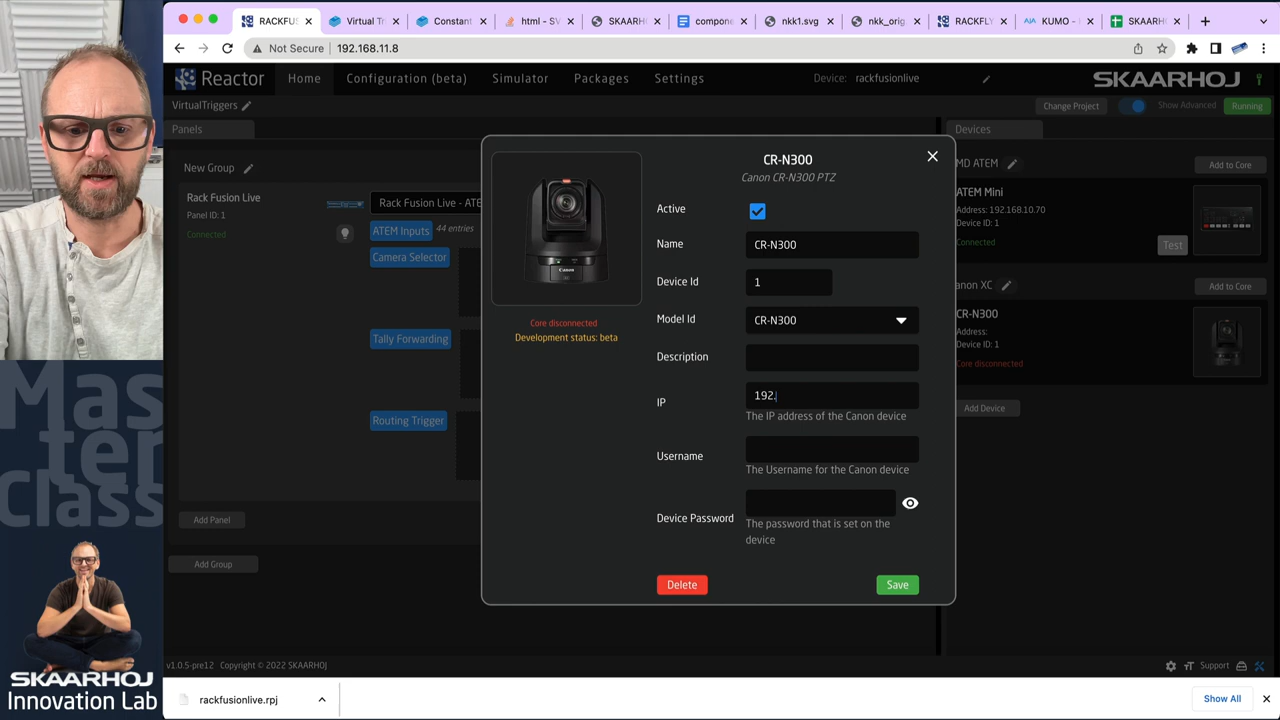 RACKFUS
Virtual Tr
Constant
html - SV
SKAARH
compone
nkk1.svg
nkk_orig
RACKFLY
KUMO -
SKAARH
Not Secure
192.168.11.8
Reactor
Home
Configuration (beta)
Simulator
Packages
Settings
Device:
rackfusionlive
SKAARHOJ
VirtualTriggers
Change Project
Show Advanced
Running
Panels
Devices
New Group
Rack Fusion Live
Panel ID: 1
Connected
Rack Fusion Live - ATE
ATEM Inputs
44 entries
Camera Selector
Tally Forwarding
Routing Trigger
Add Panel
Add Group
CR-N300
Canon CR-N300 PTZ
Canon
Core disconnected
Development status: beta
Active
Name
CR-N300
Device Id
1
Model Id
CR-N300
Description
IP
192.
The IP address of the Canon device
Username
The Username for the Canon device
Device Password
The password that is set on the
device
Delete
Save
MD ATEM
Add to Core
ATEM Mini
Address: 192.168.10.70
Device ID: 1
Connected
Test
anon XC
Add to Core
CR-N300
Address:
Device ID: 1
Core disconnected
Add Device
v1.0.5-pre12 Copyright © 2022 SKAARHOJ
Support
rackfusionlive.rpj
Show All
Mas
ter
Class
SKAARHOJ
Innovation Lab